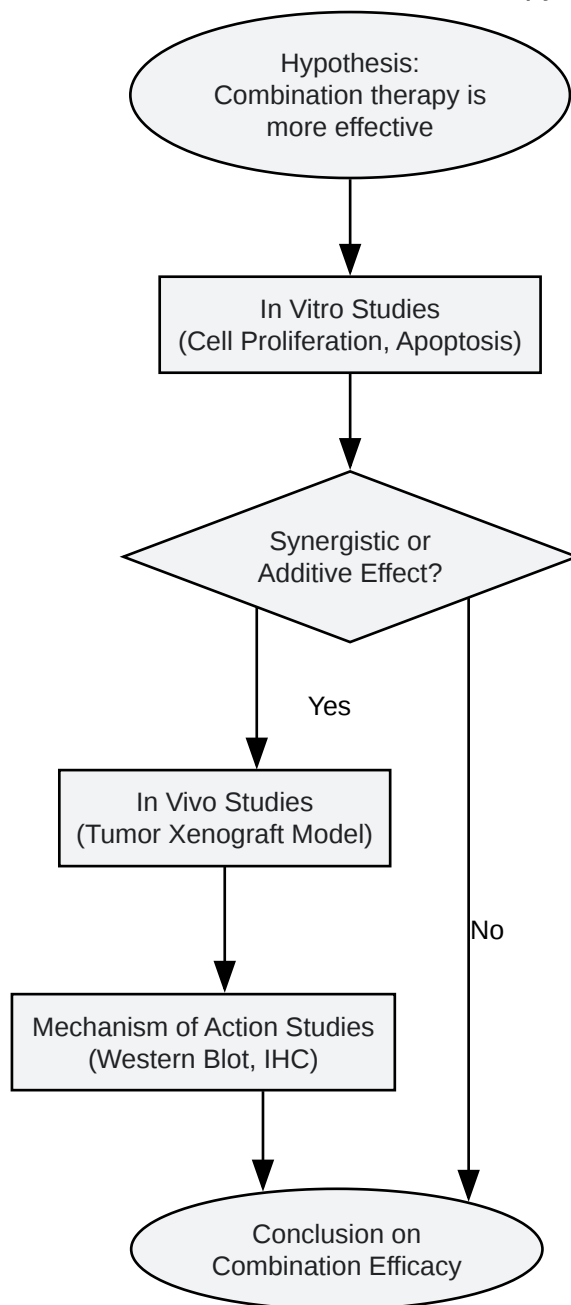 Hypothesis:
Combination therapy is
more effective
In Vitro Studies
(Cell Proliferation, Apoptosis)
Synergistic or
Additive Effect?
Yes
In Vivo Studies
(Tumor Xenograft Model)
No
Mechanism of Action Studies
(Western Blot, IHC)
Conclusion on
Combination Efficacy